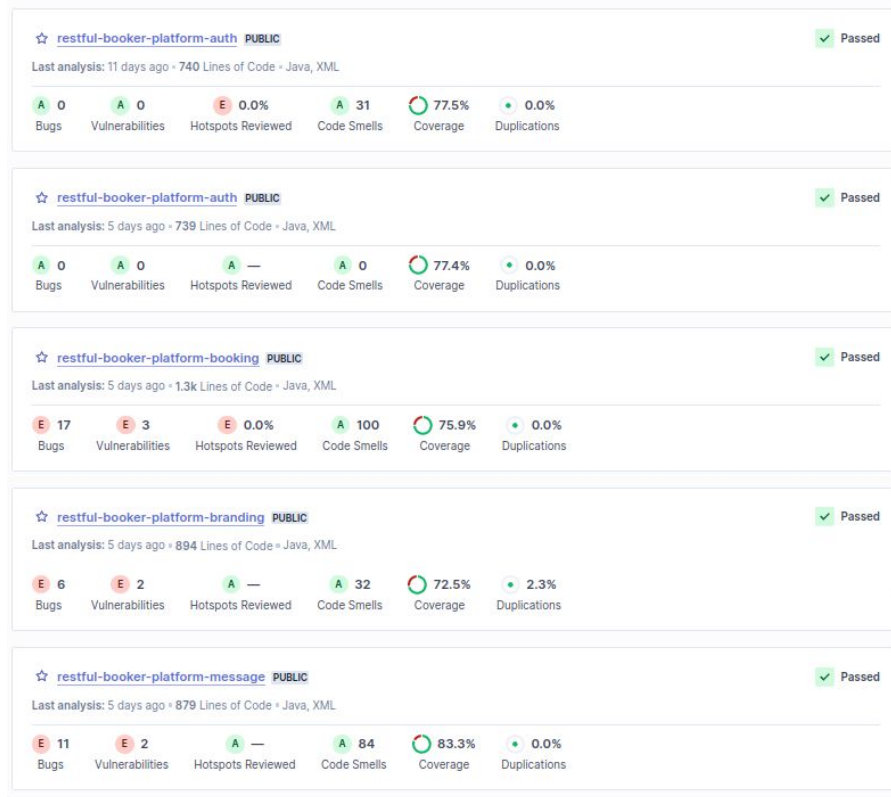 restful-booker-platform-auth PUBLIC Passed
Last analysis: 11 days ago • 740 Lines of Code • Java, XML
A 0 A 0 E 0.0% A 31 77.5% 0.0%
Bugs Vulnerabilities Hotspots Reviewed Code Smells Coverage Duplications
restful-booker-platform-auth PUBLIC Passed
Last analysis: 5 days ago • 739 Lines of Code • Java, XML
A 0 A 0 A — A 0 77.4% 0.0%
Bugs Vulnerabilities Hotspots Reviewed Code Smells Coverage Duplications
restful-booker-platform-booking PUBLIC Passed
Last analysis: 5 days ago • 1.3k Lines of Code • Java, XML
E 17 E 3 E 0.0% A 100 75.9% 0.0%
Bugs Vulnerabilities Hotspots Reviewed Code Smells Coverage Duplications
restful-booker-platform-branding PUBLIC Passed
Last analysis: 5 days ago • 894 Lines of Code • Java, XML
E 6 E 2 A — A 32 72.5% 2.3%
Bugs Vulnerabilities Hotspots Reviewed Code Smells Coverage Duplications
restful-booker-platform-message PUBLIC Passed
Last analysis: 5 days ago • 879 Lines of Code • Java, XML
E 11 E 2 A — A 84 83.3% 0.0%
Bugs Vulnerabilities Hotspots Reviewed Code Smells Coverage Duplications